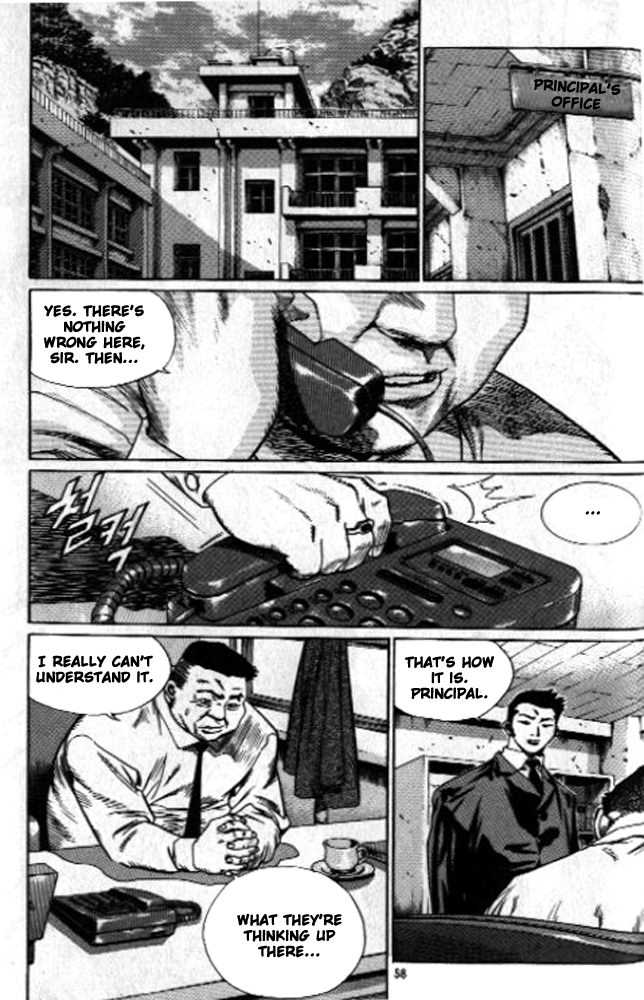 PRINCIPAL'S
OFFICE
YES. THERE'S
NOTHING
WRONG HERE,
SIR. THEN...
철컥
...
I REALLY CAN'T
UNDERSTAND IT.
WHAT THEY'RE
THINKING UP
THERE...
THAT'S HOW
IT IS.
PRINCIPAL.
58